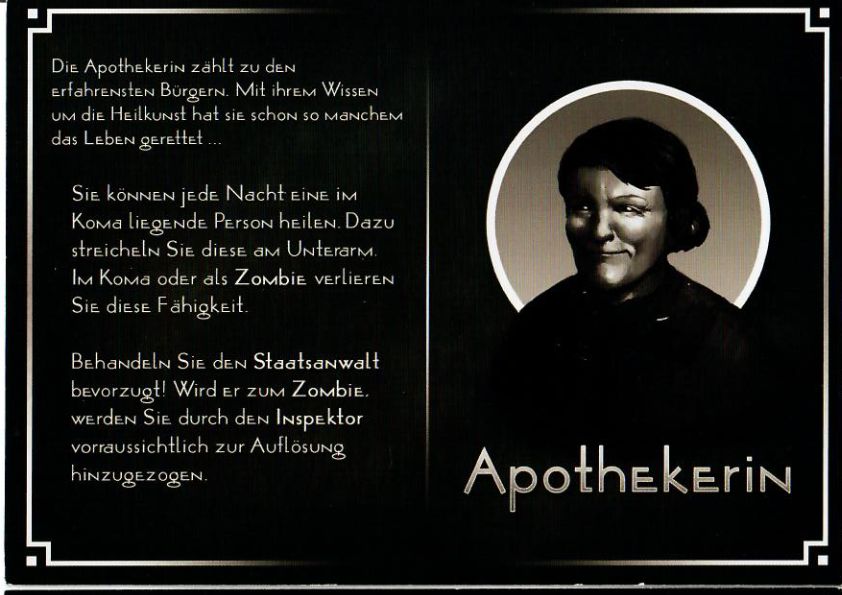 Die Apothekerin zählt zu den
erfahrensten Bürgern. Mit ihrem Wissen
um die Heilkunst hat sie schon so manchem
das Leben gerettet ...
Sie können jede Nacht eine im
Koma liegende Person heilen. Dazu
streicheln Sie diese am Unterarm.
Im Koma oder als Zombie verlieren
Sie diese Fähigkeit.
Behandeln Sie den Staatsanwalt
bevorzugt! Wird er zum Zombie,
werden Sie durch den Inspektor
vorraussichtlich zur Auflösung
hinzugezogen.
Apothekerin